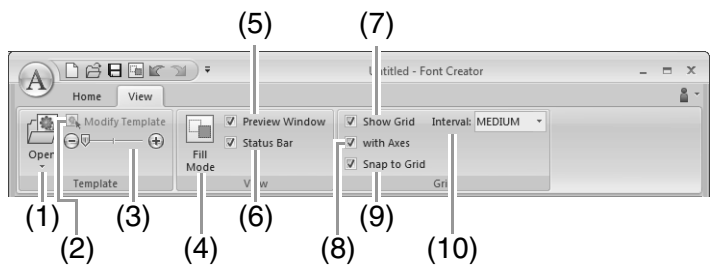 (5) (7)
A Untitled - Font Creator
Home View
Modify Template Preview Window Show Grid Interval: MEDIUM
Status Bar with Axes
Open Fill Mode Snap to Grid
Template View Grid
(1) (3) (6) (9)
(2) (4) (8) (10)